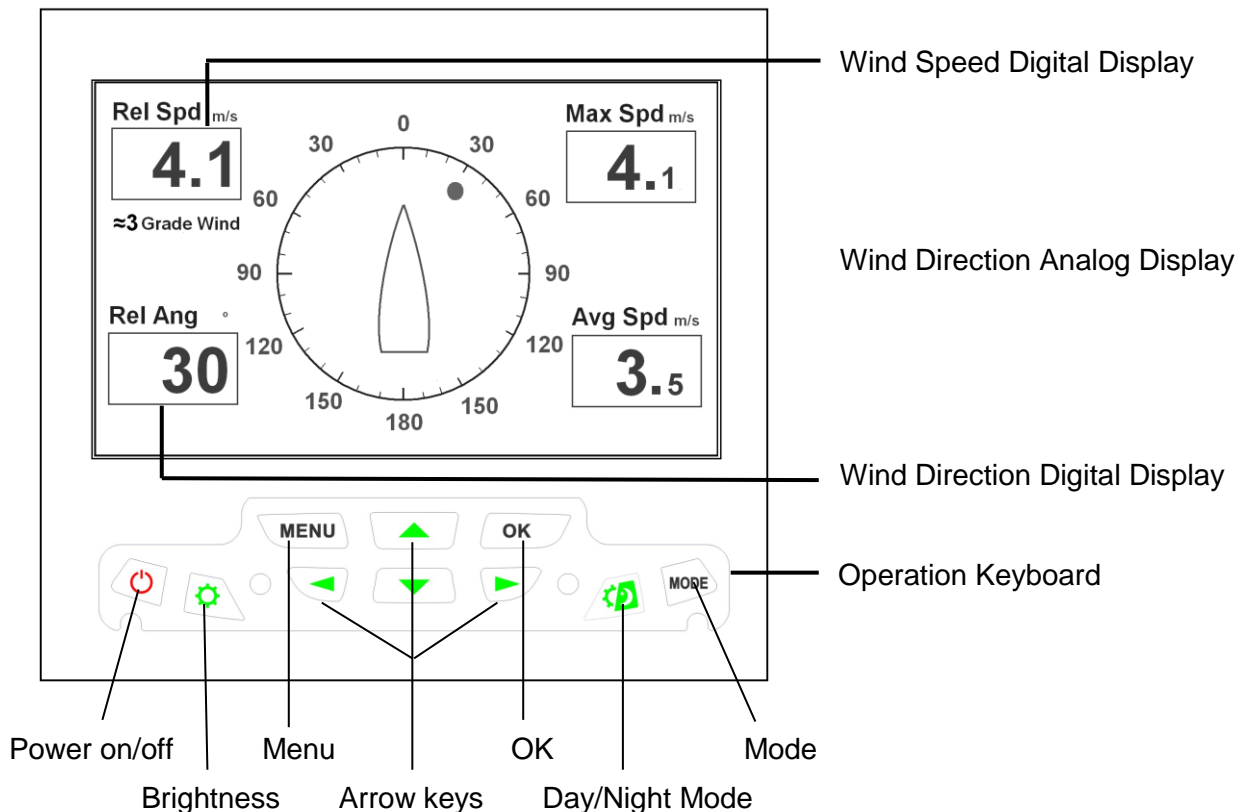 Wind Speed Digital Display
Rel Spd m/s
4.1
≈3 Grade Wind
Max Spd m/s
4.1
0
30
30
60
60
90
90
120
120
150
150
180
Wind Direction Analog Display
Rel Ang °
30
Avg Spd m/s
3.5
Wind Direction Digital Display
MENU
OK
MODE
Operation Keyboard
Power on/off
Menu
OK
Mode
Brightness
Arrow keys
Day/Night Mode